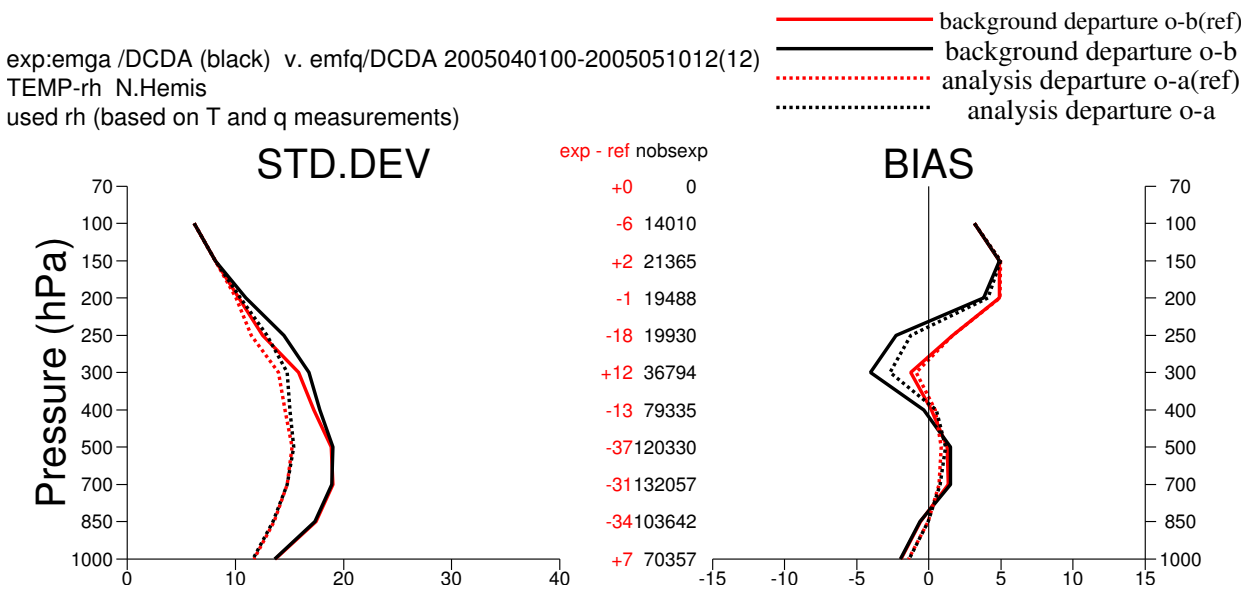 background departure o-b(ref)
exp:emga /DCDA (black) v. emfq/DCDA 2005040100-2005051012(12)
background departure o-b
TEMP-rh N.Hemis
analysis departure o-a(ref)
used rh (based on T and q measurements)
analysis departure o-a
STD.DEV
exp - ref nobsexp
BIAS
70 +0 0 70
100 -6 14010 100
150 +2 21365 150
200 -1 19488 200
250 -18 19930 250
300 +12 36794 300
400 -13 79335 400
500 -37 120330 500
700 -31 132057 700
850 -34 103642 850
1000 +7 70357 1000
Pressure (hPa)
0 10 20 30 40
-15 -10 -5 0 5 10 15